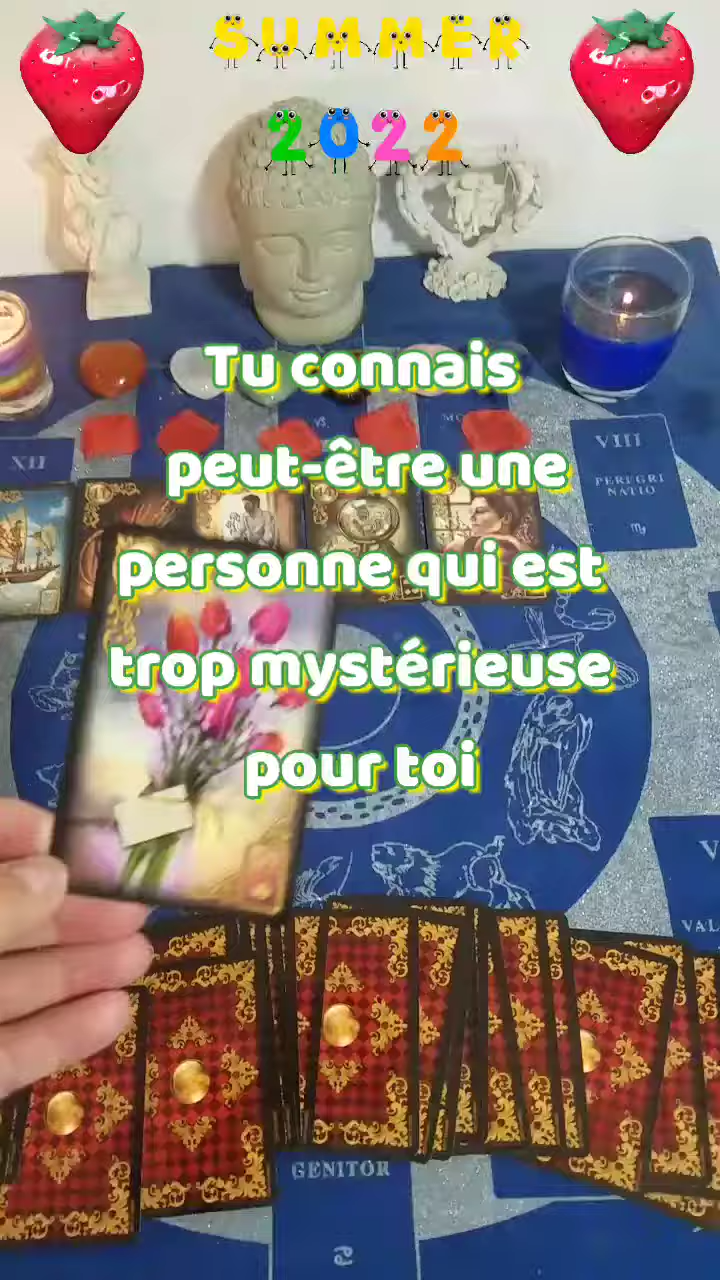 SUMMER
2022
Tu connais
peut-être une
personne qui est
trop mystérieuse
pour toi
XII
VIII
PEREGRI
NATIO
GENITOR